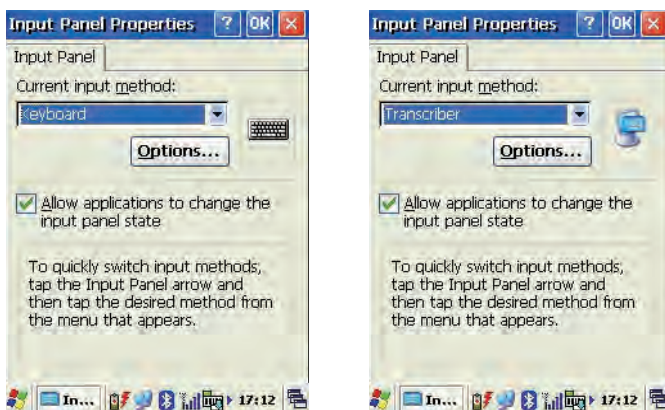 Input Panel Properties ? OK
Input Panel
Current input method:
Keyboard
Options...
Allow applications to change the
input panel state
To quickly switch input methods,
tap the Input Panel arrow and
then tap the desired method from
the menu that appears.
In... 17:12
Input Panel Properties ? OK
Input Panel
Current input method:
Transcriber
Options...
Allow applications to change the
input panel state
To quickly switch input methods,
tap the Input Panel arrow and
then tap the desired method from
the menu that appears.
In... 17:12